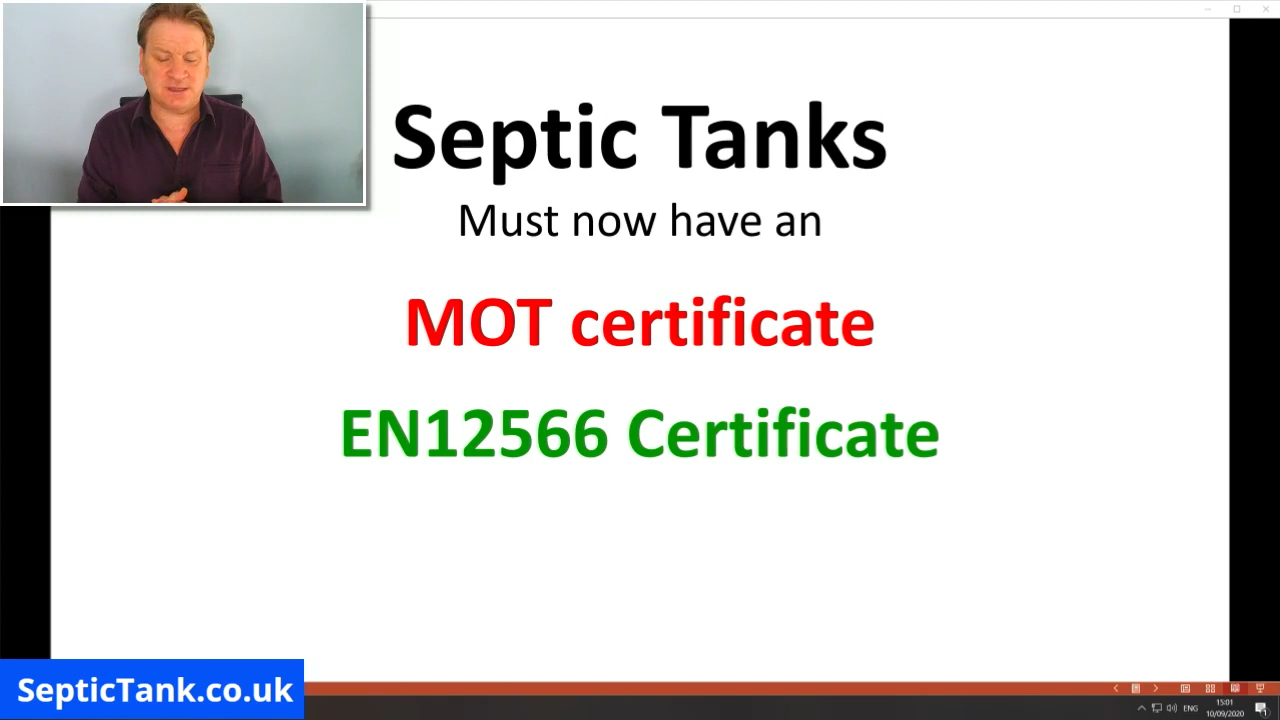 Septic Tanks
Must now have an
MOT certificate
EN12566 Certificate
SepticTank.co.uk
ENG
15:01
10/09/2020
1